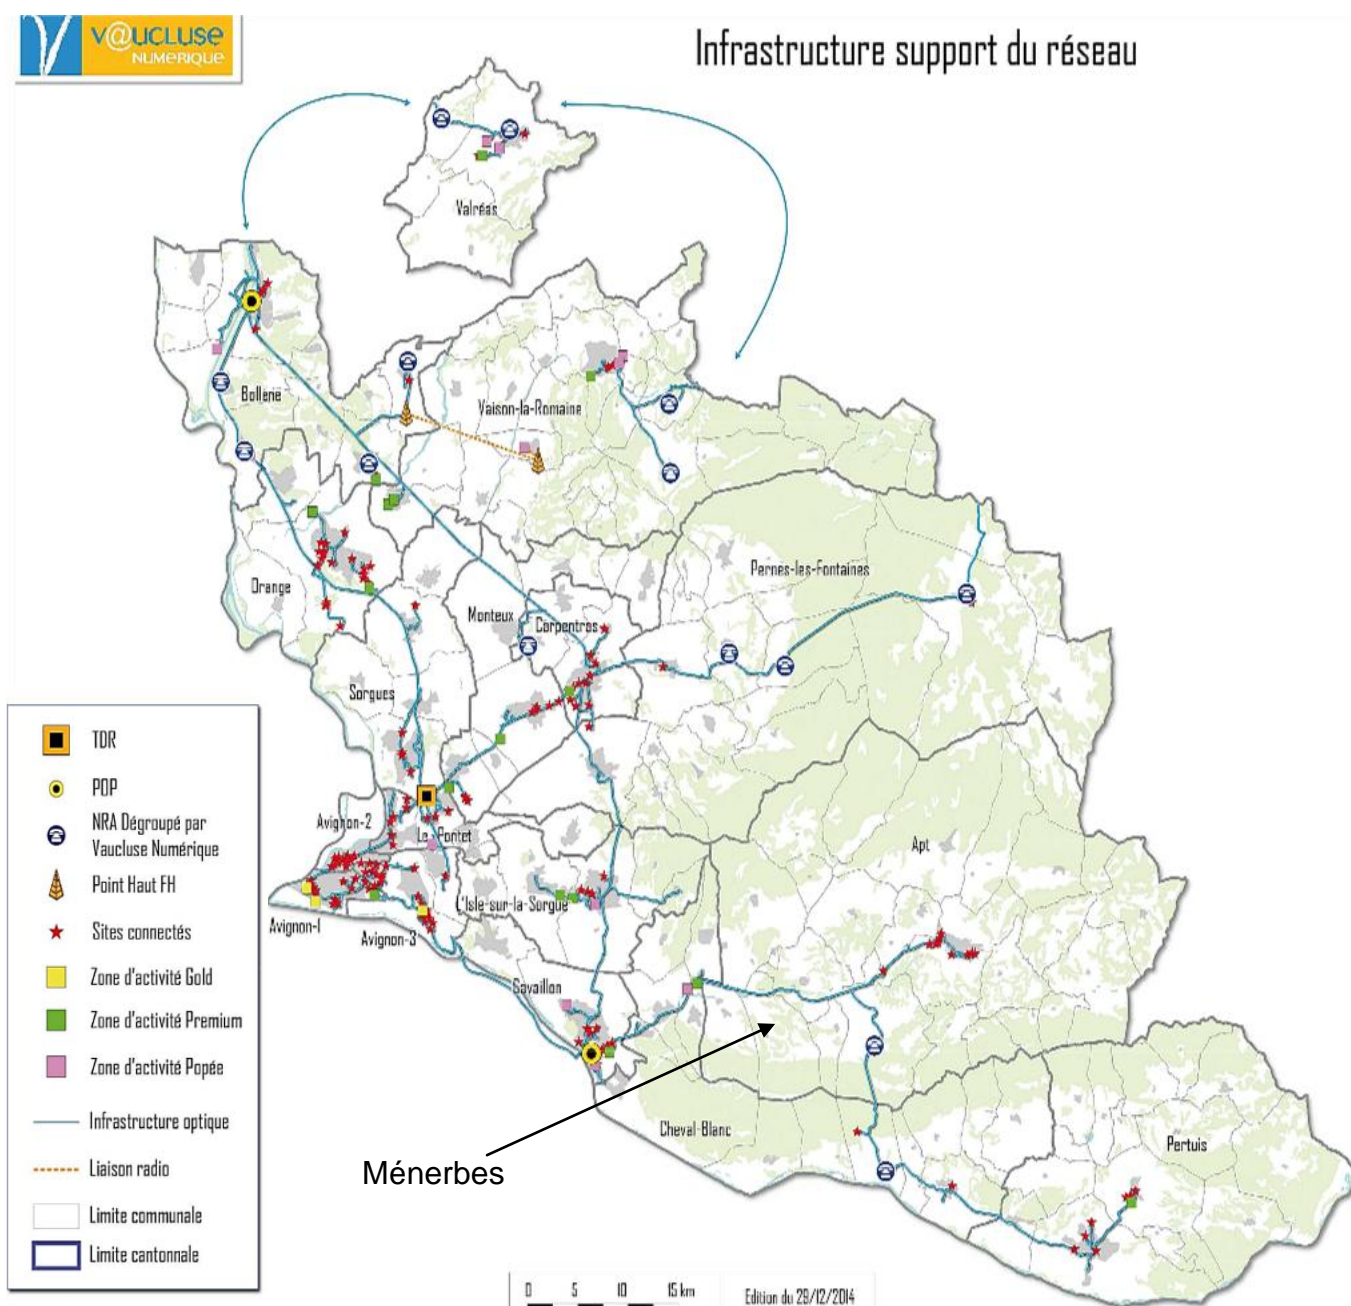 V@UCLUSE
NUMERIQUE
Infrastructure support du réseau
Valréas
Bollène
Vaison-la-Romaine
Orange
Monteux
Carpentras
Pernes-les-Fontaines
Sorgues
Avignon-2
Le Pontet
Apt
L'Isle-sur-la-Sorgue
Avignon-1
Avignon-3
Cavaillon
Cheval-Blanc
Pertuis
Ménerbes
TDR
POP
NRA Dégroupé par
Vaucluse Numérique
Point Haut FH
Sites connectés
Zone d'activité Gold
Zone d'activité Premium
Zone d'activité Popée
Infrastructure optique
Liaison radio
Limite communale
Limite cantonnale
0 5 10 15 km
Edition du 29/12/2014